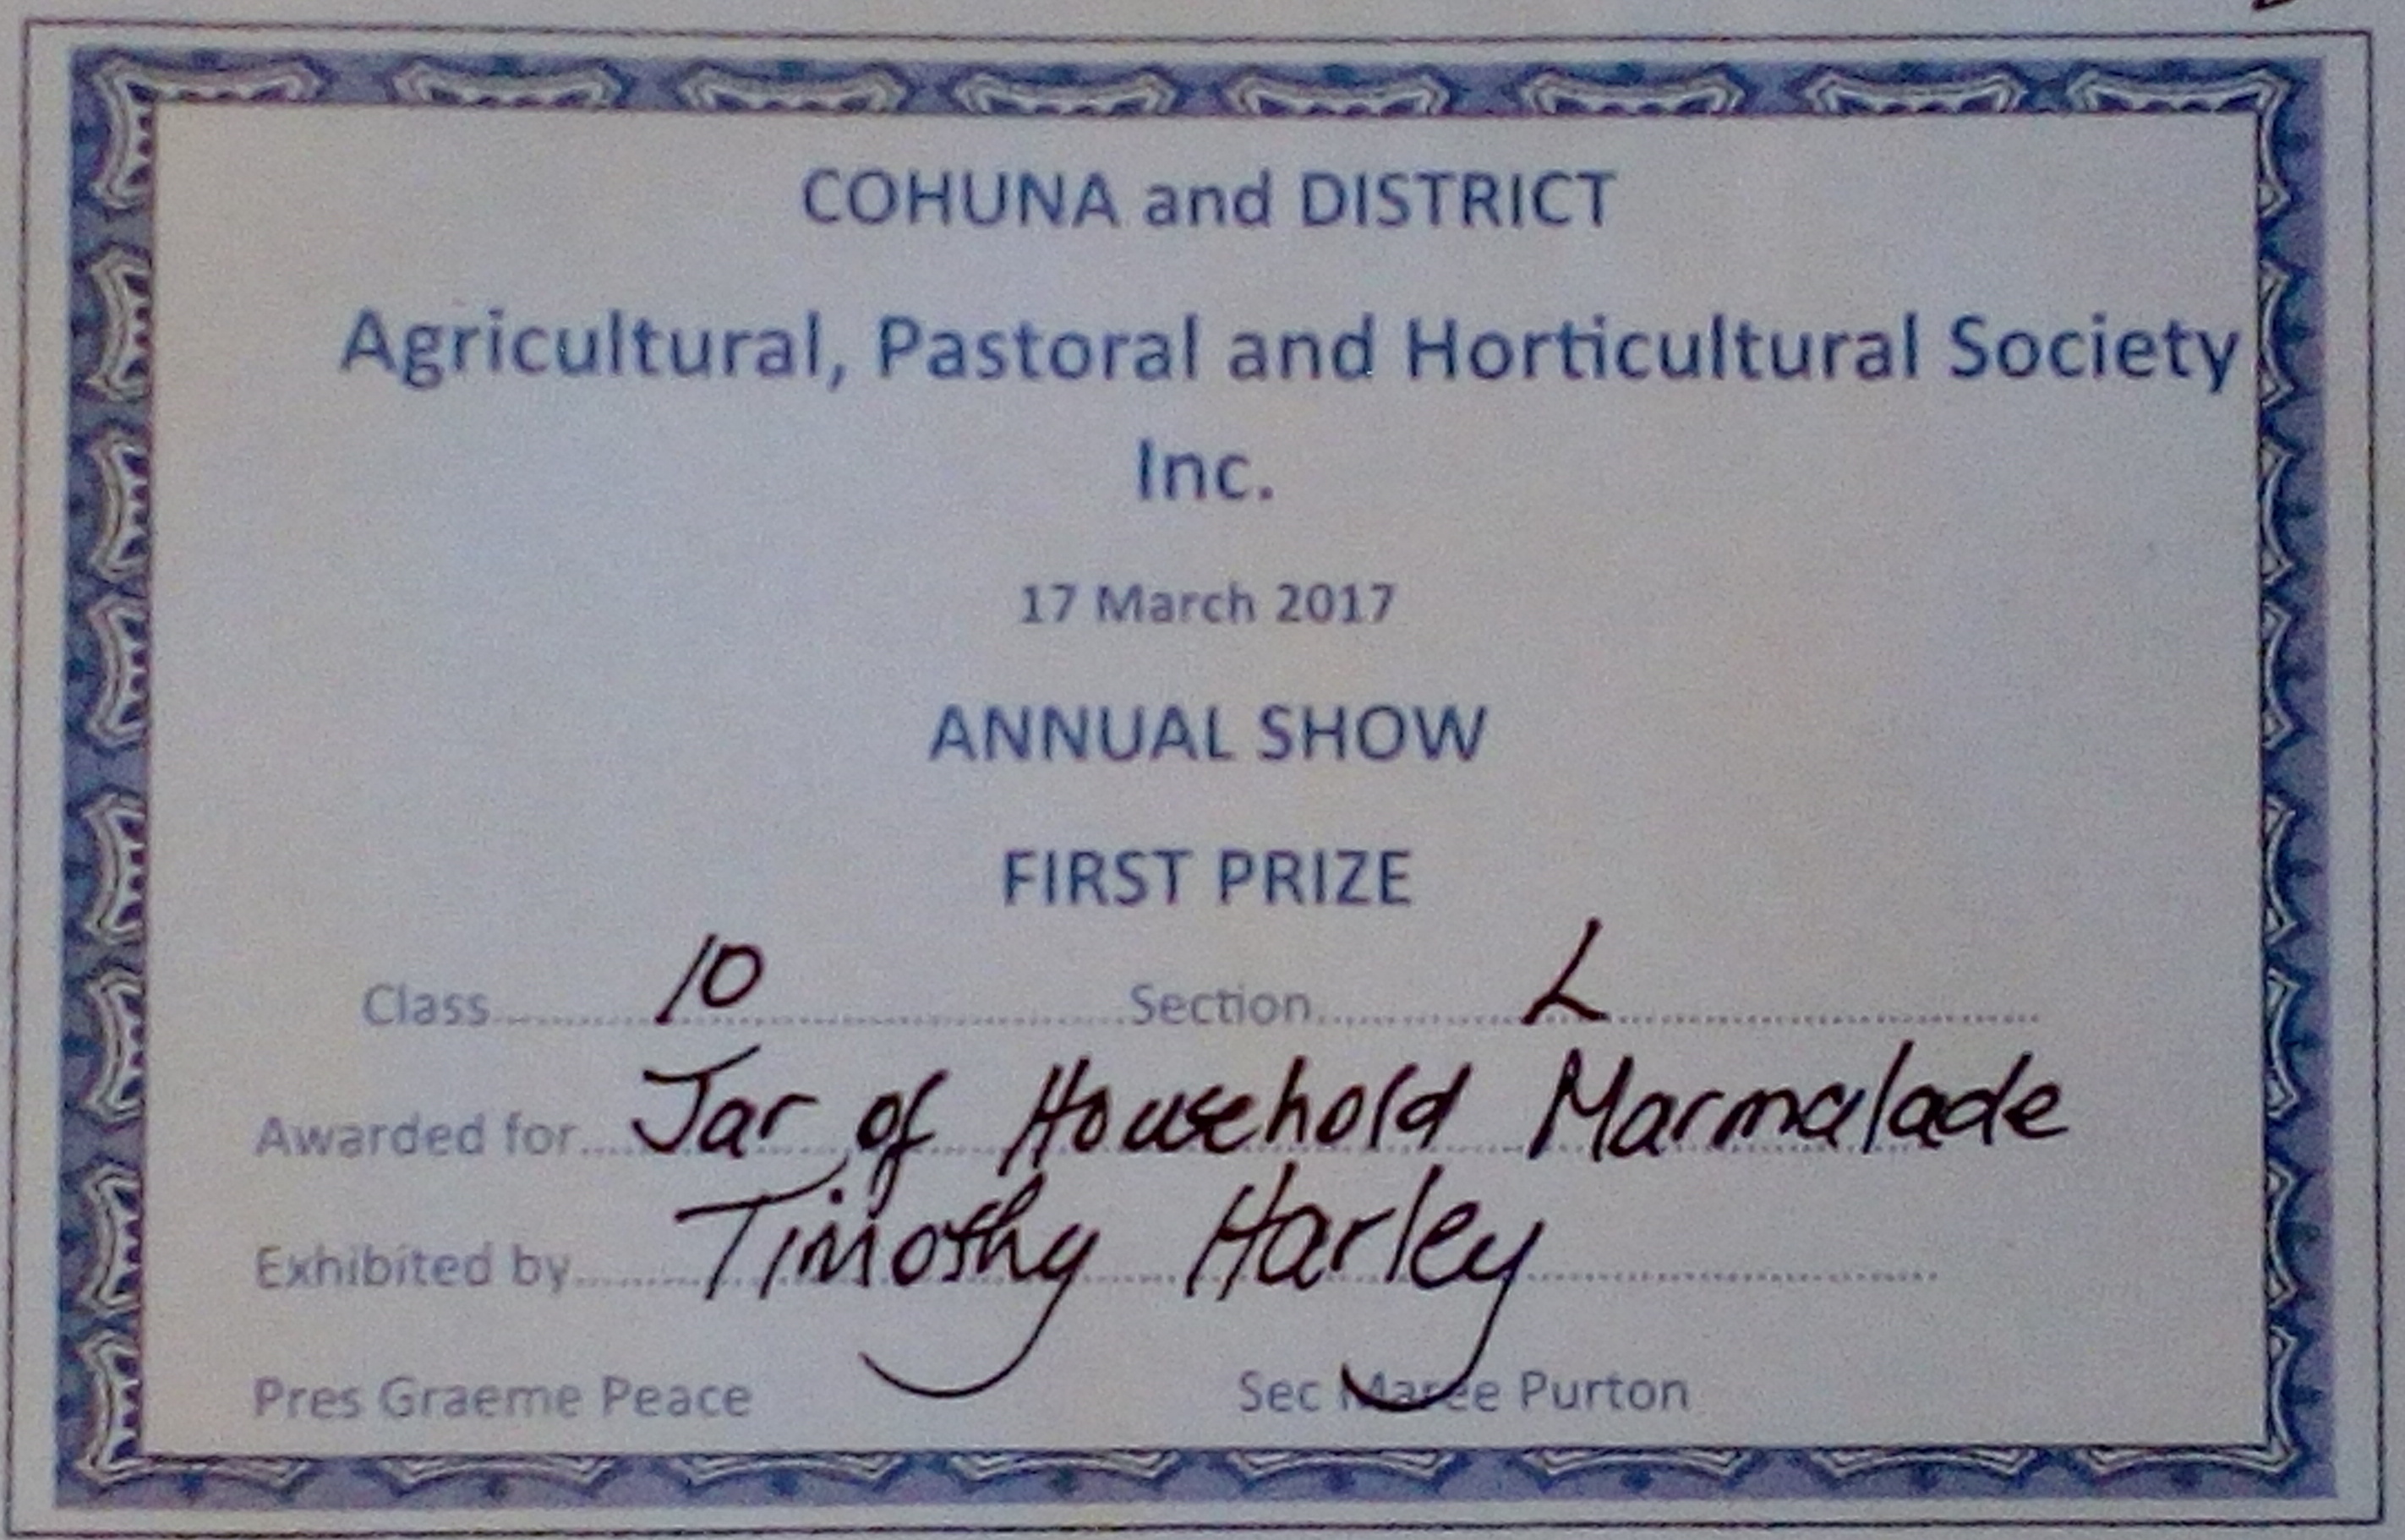 COHUNA and DISTRICT
Agricultural, Pastoral and Horticultural Society
Inc.
17 March 2017
ANNUAL SHOW
FIRST PRIZE
Class 10 Section L
Awarded for Jar of Household Marmalade
Exhibited by Timothy Harley
Pres Graeme Peace Sec Maree Purton